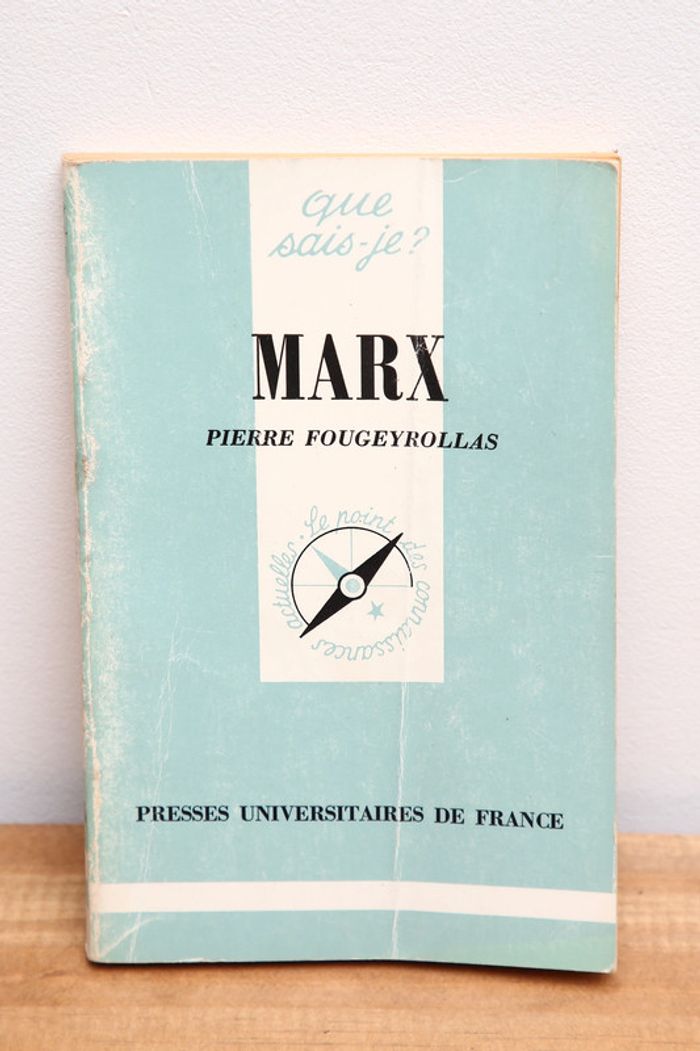 que
sais-je?
MARX
PIERRE FOUGEYROLLAS
Le point des connaissances actuelles.
PRESSES UNIVERSITAIRES DE FRANCE